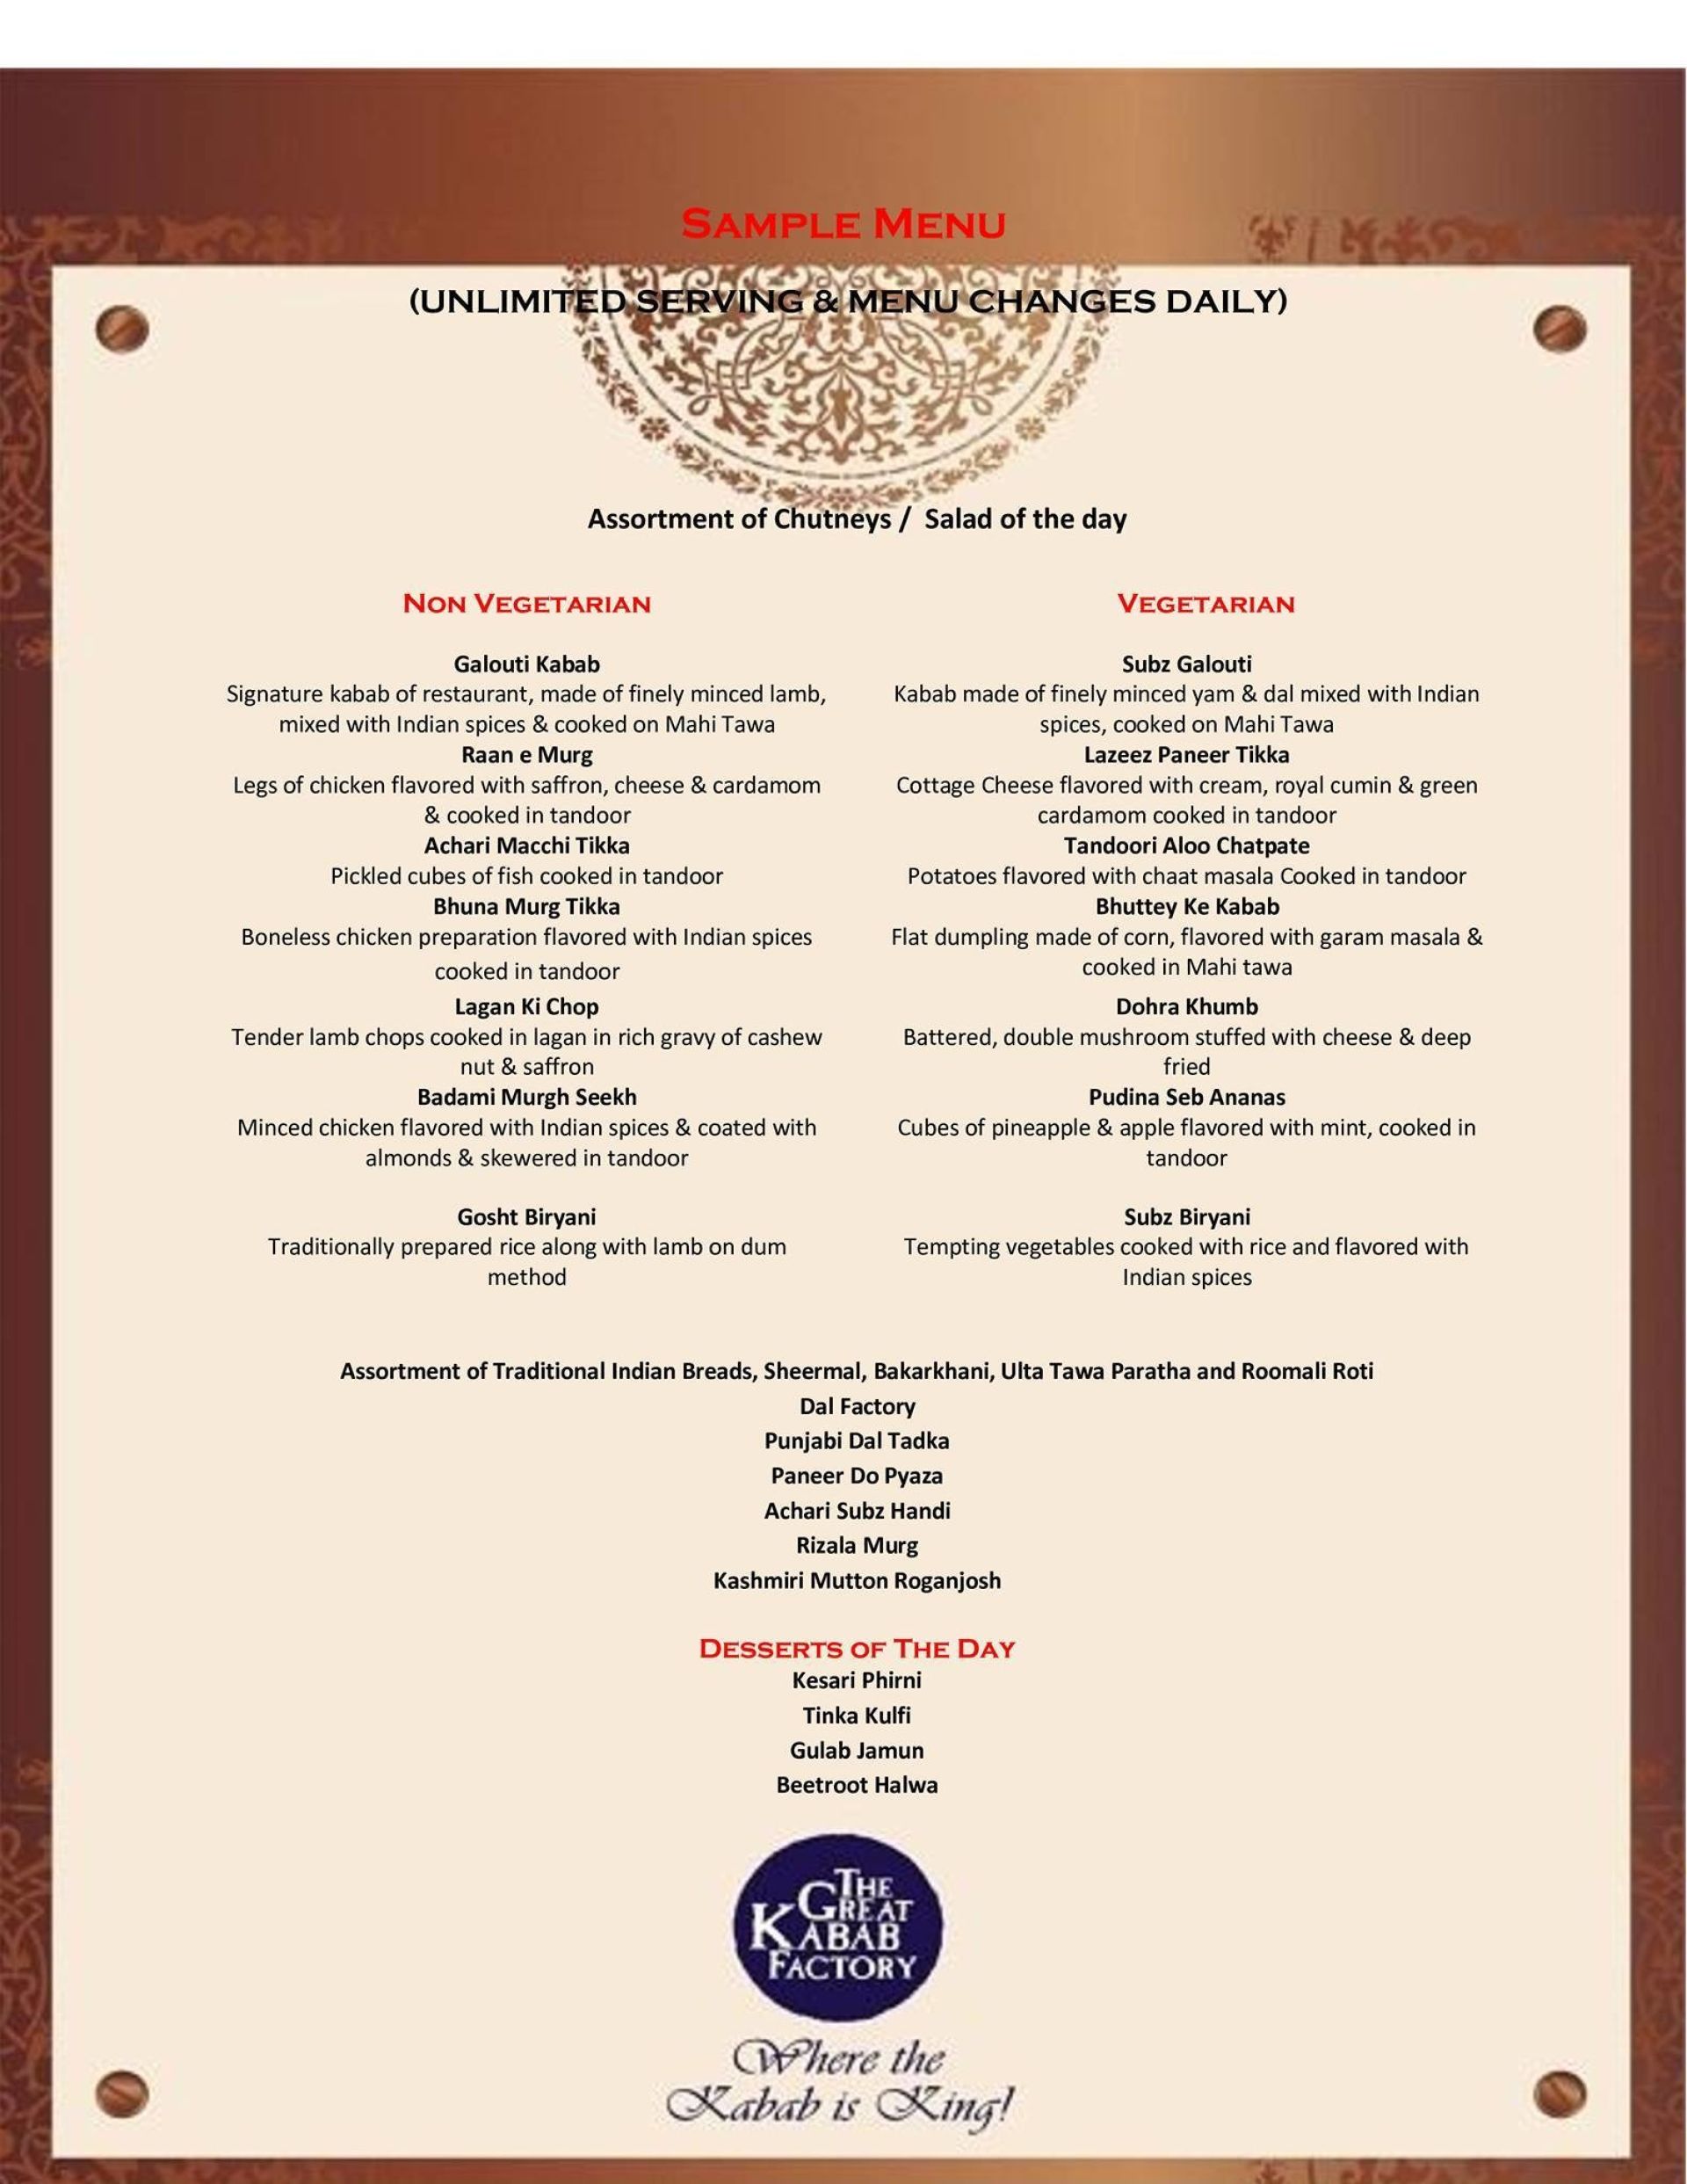 SAMPLE MENU
(UNLIMITED SERVING & MENU CHANGES DAILY)
Assortment of Chutneys / Salad of the day
NON VEGETARIAN
Galouti Kabab
Signature kabab of restaurant, made of finely minced lamb,
mixed with Indian spices & cooked on Mahi Tawa
Raan e Murg
Legs of chicken flavored with saffron, cheese & cardamom
& cooked in tandoor
Achari Macchi Tikka
Pickled cubes of fish cooked in tandoor
Bhuna Murg Tikka
Boneless chicken preparation flavored with Indian spices
cooked in tandoor
Lagan Ki Chop
Tender lamb chops cooked in lagan in rich gravy of cashew
nut & saffron
Badami Murgh Seekh
Minced chicken flavored with Indian spices & coated with
almonds & skewered in tandoor
Gosht Biryani
Traditionally prepared rice along with lamb on dum
method
VEGETARIAN
Subz Galouti
Kabab made of finely minced yam & dal mixed with Indian
spices, cooked on Mahi Tawa
Lazeez Paneer Tikka
Cottage Cheese flavored with cream, royal cumin & green
cardamom cooked in tandoor
Tandoori Aloo Chatpate
Potatoes flavored with chaat masala Cooked in tandoor
Bhuttey Ke Kabab
Flat dumpling made of corn, flavored with garam masala &
cooked in Mahi tawa
Dohra Khumb
Battered, double mushroom stuffed with cheese & deep
fried
Pudina Seb Ananas
Cubes of pineapple & apple flavored with mint, cooked in
tandoor
Subz Biryani
Tempting vegetables cooked with rice and flavored with
Indian spices
Assortment of Traditional Indian Breads, Sheermal, Bakarkhani, Ulta Tawa Paratha and Roomali Roti
Dal Factory
Punjabi Dal Tadka
Paneer Do Pyaza
Achari Subz Handi
Rizala Murg
Kashmiri Mutton Roganjosh
DESSERTS OF THE DAY
Kesari Phirni
Tinka Kulfi
Gulab Jamun
Beetroot Halwa
THE
GREAT
KABAB
FACTORY
Where the
Kabab is King!